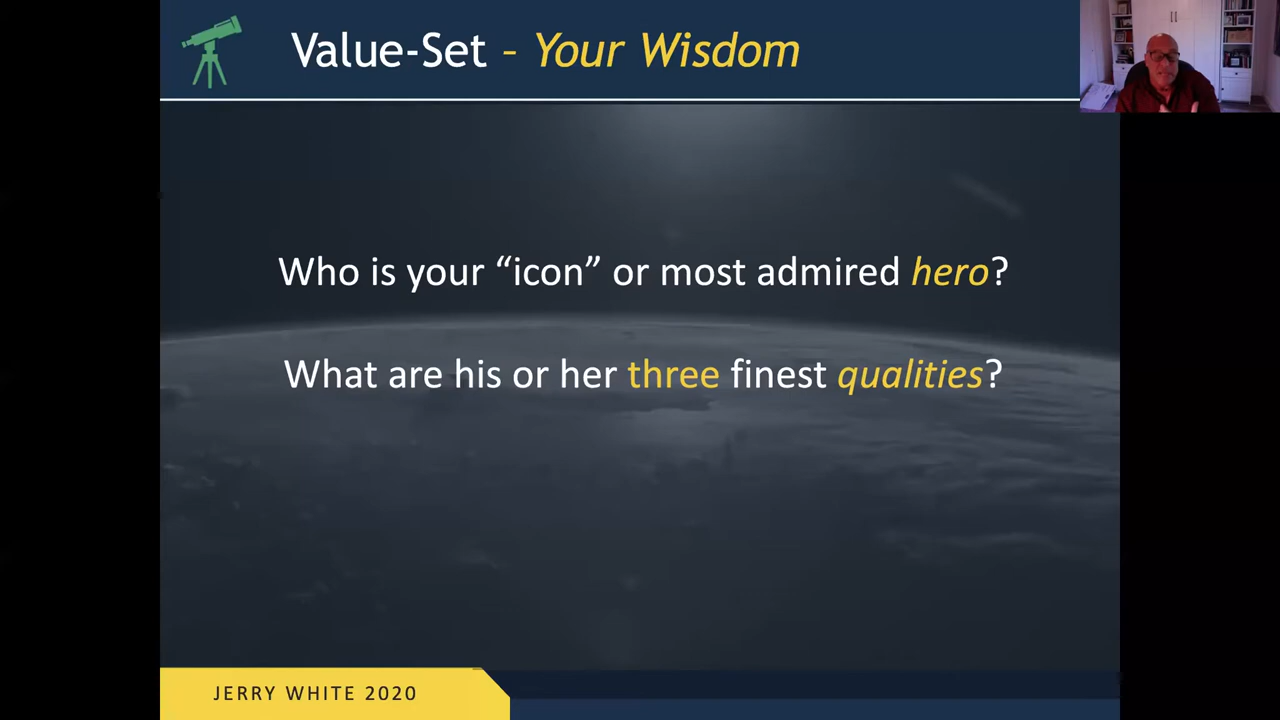 Value-Set - Your Wisdom
Who is your “icon” or most admired hero?
What are his or her three finest qualities?
JERRY WHITE 2020